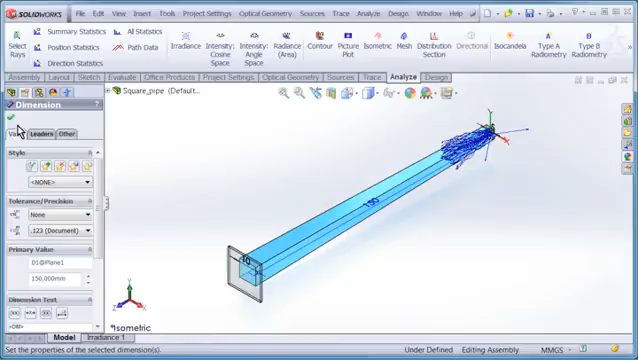 SOLIDWORKS File Edit View Insert Tools Project Settings Optical Geometry Sources Trace Analyze Design Window Help
Select Rays
Summary Statistics
All Statistics
Position Statistics
Path Data
Direction Statistics
Irradiance
Intensity: Cosine Space
Intensity: Angle Space
Radiance (Area)
Contour
Picture Plot
Isometric
Mesh
Distribution Section
Isocandela
Type A Radiometry
Type B Radiometry
Assembly Layout Sketch Evaluate Office Products Project Settings Optical Geometry Sources Trace Analyze Design
Square_pipe (Default...
Dimension ?
Leaders Other
Style
<NONE>
Tolerance/Precision
None
.123 (Document)
Primary Value
D1@Plane1
150.000mm
Dimension Text
<DIM>
150
10
Y
X
*Isometric
Model Irradiance 1
Set the properties of the selected dimension(s). Under Defined Editing Assembly MMGS